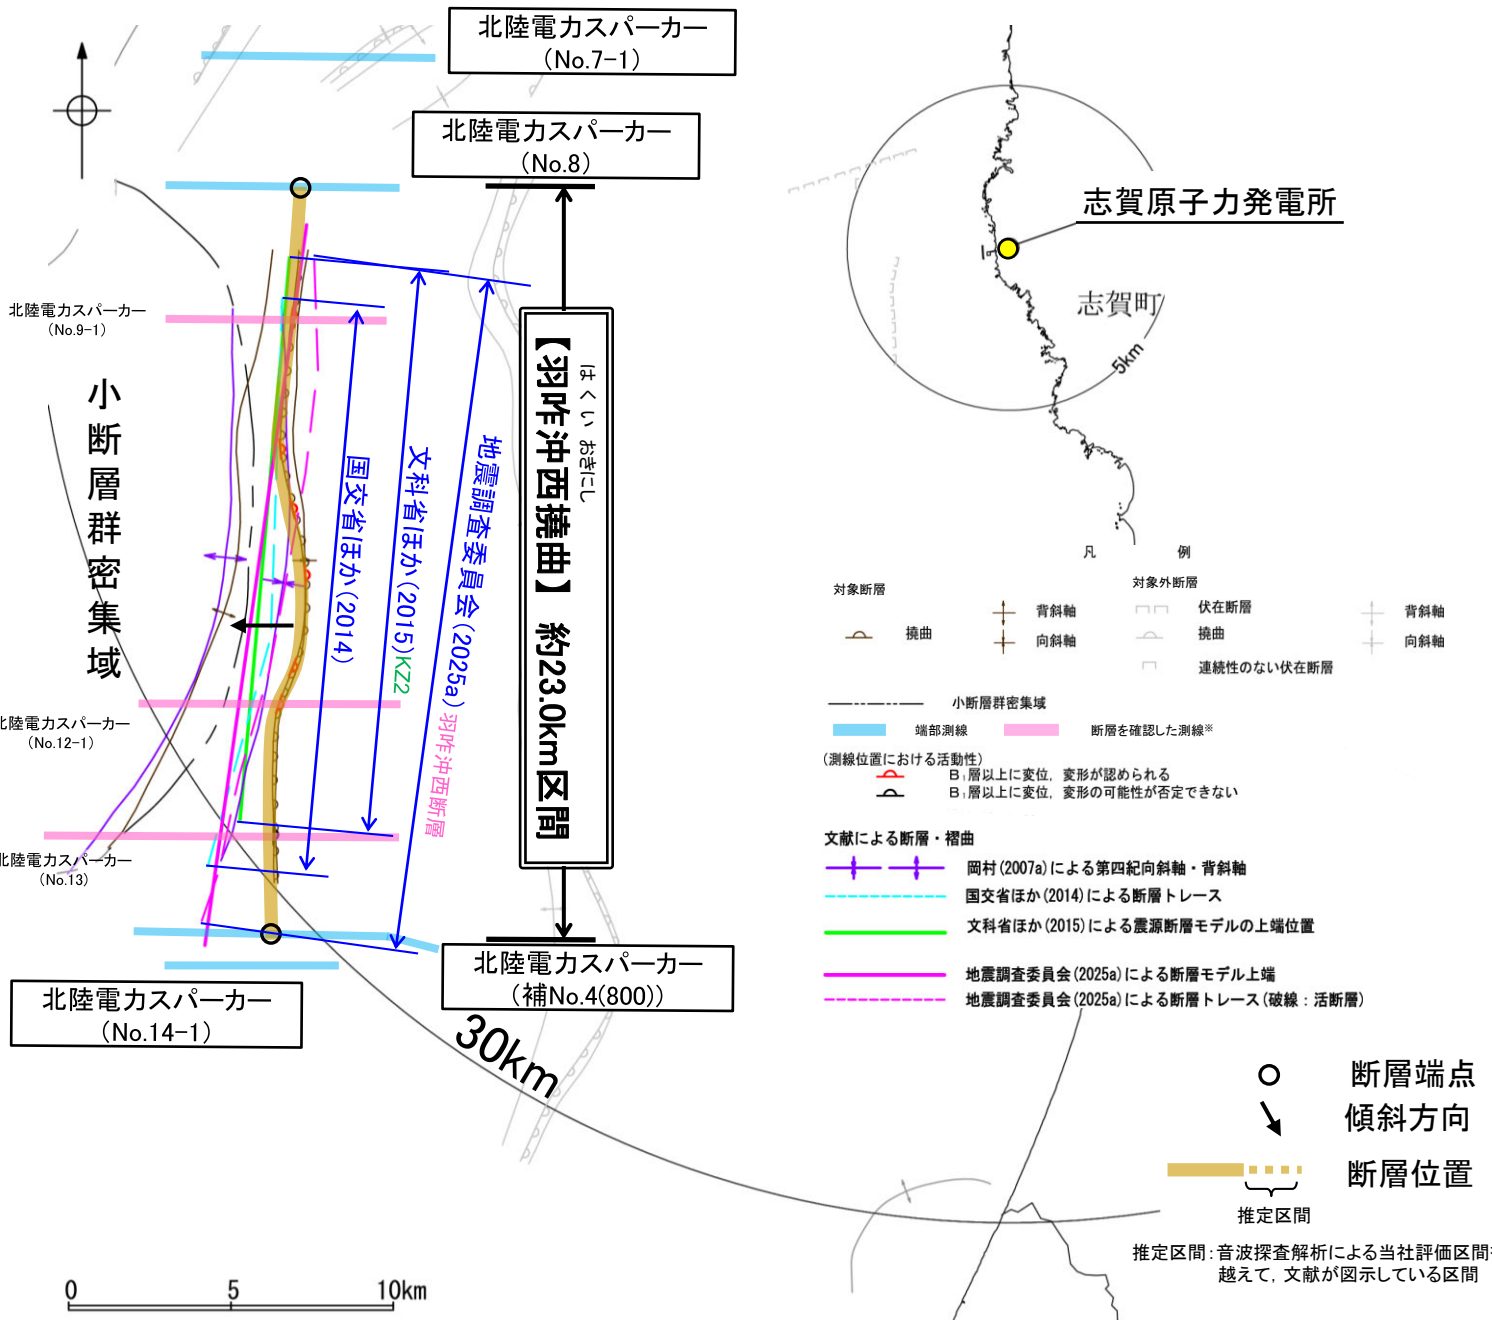 北陸電力スパーカー
（No.7-1）
北陸電力スパーカー
（No.8）
志賀原子力発電所
志賀町
5km
北陸電力スパーカー
（No.9-1）
小断層群密集域
国交省ほか（2014）
文科省ほか（2015）KZ2
地震調査委員会（2025a）羽咋沖西断層
はくい おきにし
【羽咋沖西撓曲】 約23.0km区間
北陸電力スパーカー
（No.12-1）
北陸電力スパーカー
（No.13）
北陸電力スパーカー
（補No.4(800)）
北陸電力スパーカー
（No.14-1）
30km
凡 例
対象断層
対象外断層
撓曲
背斜軸
向斜軸
伏在断層
撓曲
連続性のない伏在断層
背斜軸
向斜軸
小断層群密集域
端部測線
断層を確認した測線※
(測線位置における活動性)
B₁層以上に変位，変形が認められる
B₁層以上に変位，変形の可能性が否定できない
文献による断層・褶曲
岡村(2007a)による第四紀向斜軸・背斜軸
国交省ほか(2014)による断層トレース
文科省ほか(2015)による震源断層モデルの上端位置
地震調査委員会(2025a)による断層モデル上端
地震調査委員会(2025a)による断層トレース(破線：活断層)
断層端点
傾斜方向
断層位置
推定区間
推定区間：音波探査解析による当社評価区間
越えて，文献が図示している区間
0 5 10km